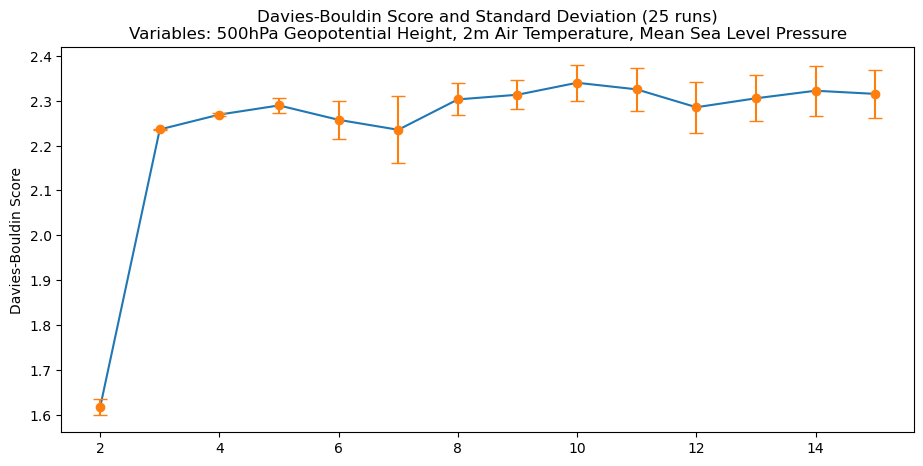 Davies-Bouldin Score and Standard Deviation (25 runs)
Variables: 500hPa Geopotential Height, 2m Air Temperature, Mean Sea Level Pressure
Davies-Bouldin Score
2.4
2.3
2.2
2.1
2.0
1.9
1.8
1.7
1.6
2 4 6 8 10 12 14